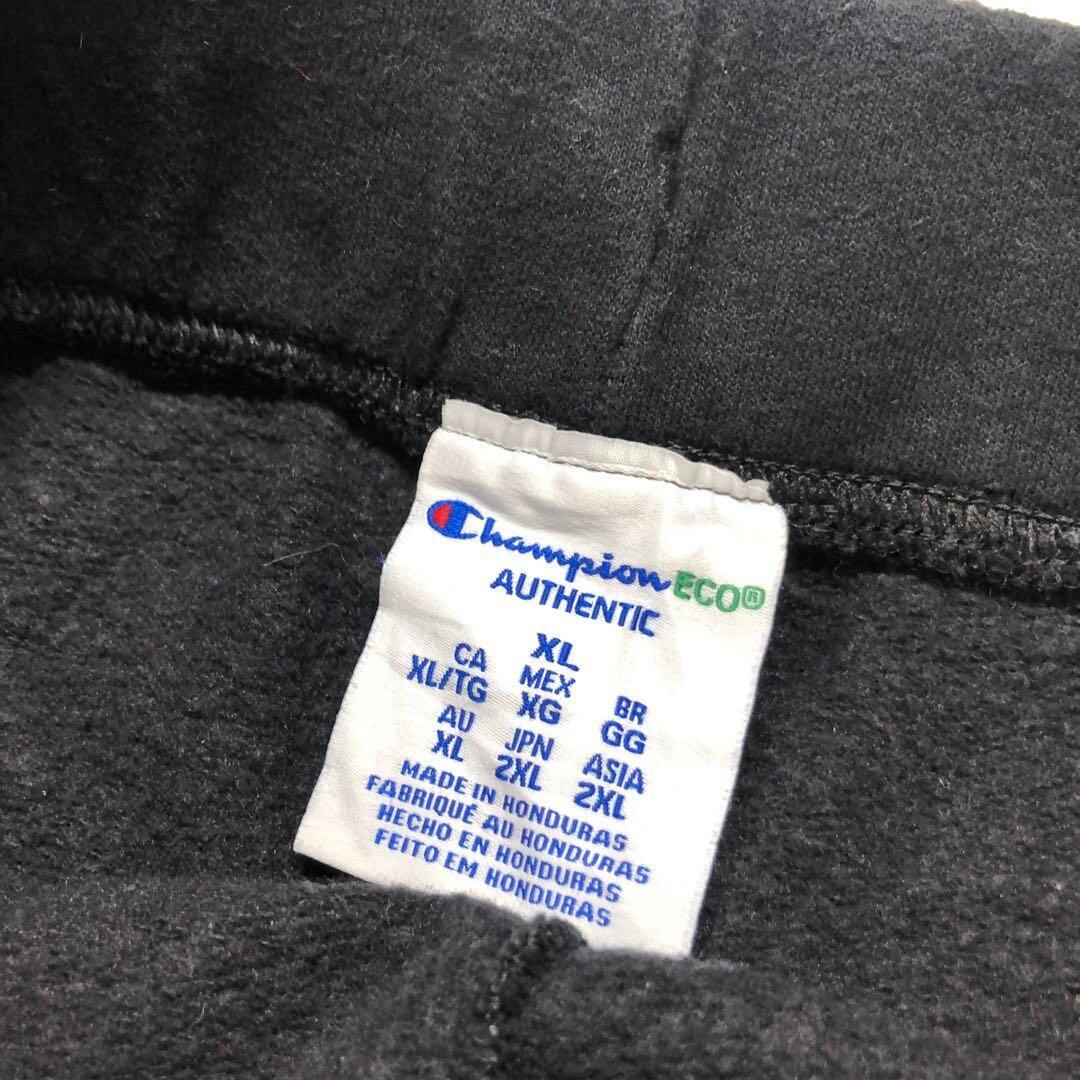 Champion ECO®
AUTHENTIC
XL
CA MEX BR
XL/TG XG GG
AU JPN ASIA
XL 2XL 2XL
MADE IN HONDURAS
FABRIQUÉ AU HONDURAS
HECHO EN HONDURAS
FEITO EM HONDURAS